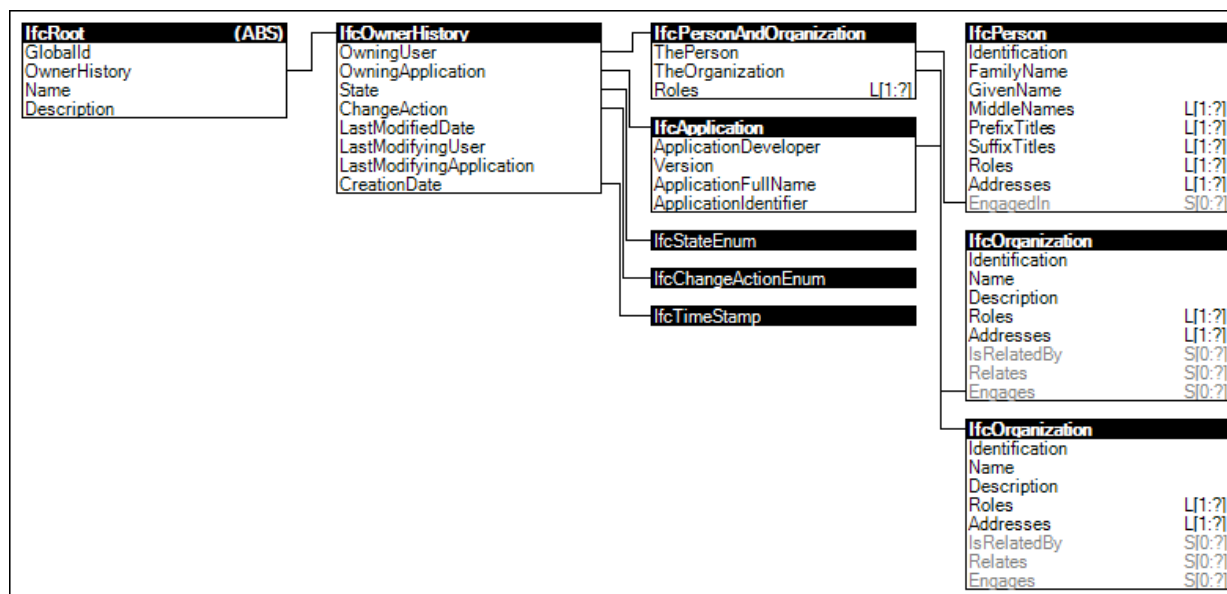 IfcRoot (ABS)
GlobalId
OwnerHistory
Name
Description
IfcOwnerHistory
OwningUser
OwningApplication
State
ChangeAction
LastModifiedDate
LastModifyingUser
LastModifyingApplication
CreationDate
IfcPersonAndOrganization
ThePerson
TheOrganization
Roles L[1:?]
IfcApplication
ApplicationDeveloper
Version
ApplicationFullName
ApplicationIdentifier
IfcStateEnum
IfcChangeActionEnum
IfcTimeStamp
IfcPerson
Identification
FamilyName
GivenName
MiddleNames L[1:?]
PrefixTitles L[1:?]
SuffixTitles L[1:?]
Roles L[1:?]
Addresses L[1:?]
EngagedIn S[0:?]
IfcOrganization
Identification
Name
Description
Roles L[1:?]
Addresses L[1:?]
IsRelatedBy S[0:?]
Relates S[0:?]
Engages S[0:?]
IfcOrganization
Identification
Name
Description
Roles L[1:?]
Addresses L[1:?]
IsRelatedBy S[0:?]
Relates S[0:?]
Engages S[0:?]